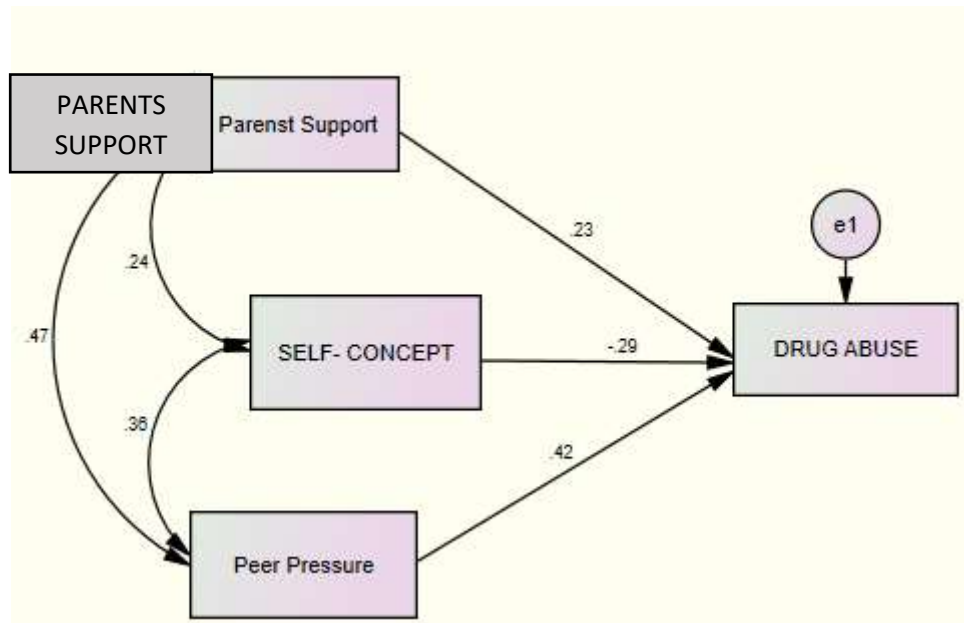 PARENTS
SUPPORT
Parenst Support
.23
e1
.24
.47
SELF- CONCEPT
-.29
DRUG ABUSE
.36
.42
Peer Pressure